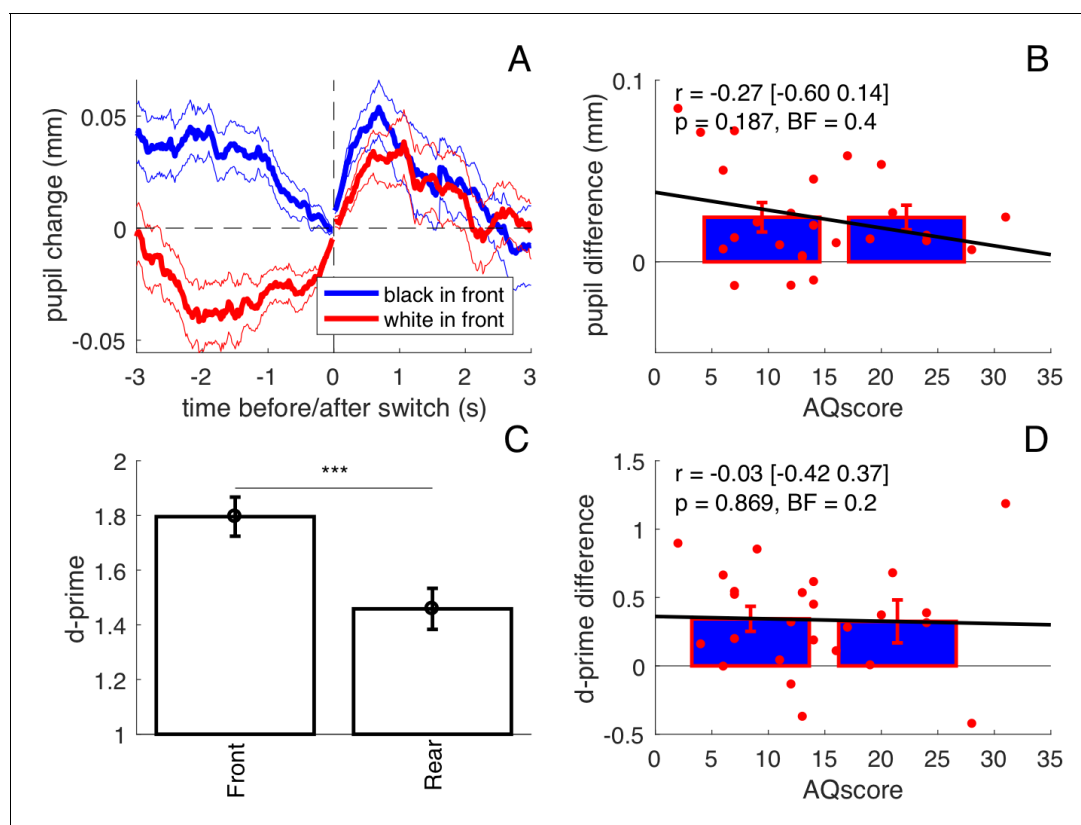 A
pupil change (mm)
0.05
0
-0.05
black in front
white in front
-3 -2 -1 0 1 2 3
time before/after switch (s)
B
r = -0.27 [-0.60 0.14]
p = 0.187, BF = 0.4
pupil difference (mm)
0.1
0
0 5 10 15 20 25 30 35
AQscore
C
***
d-prime
2
1.8
1.6
1.4
1.2
1
Front Rear
D
r = -0.03 [-0.42 0.37]
p = 0.869, BF = 0.2
d-prime difference
1.5
1
0.5
0
-0.5
0 5 10 15 20 25 30 35
AQscore